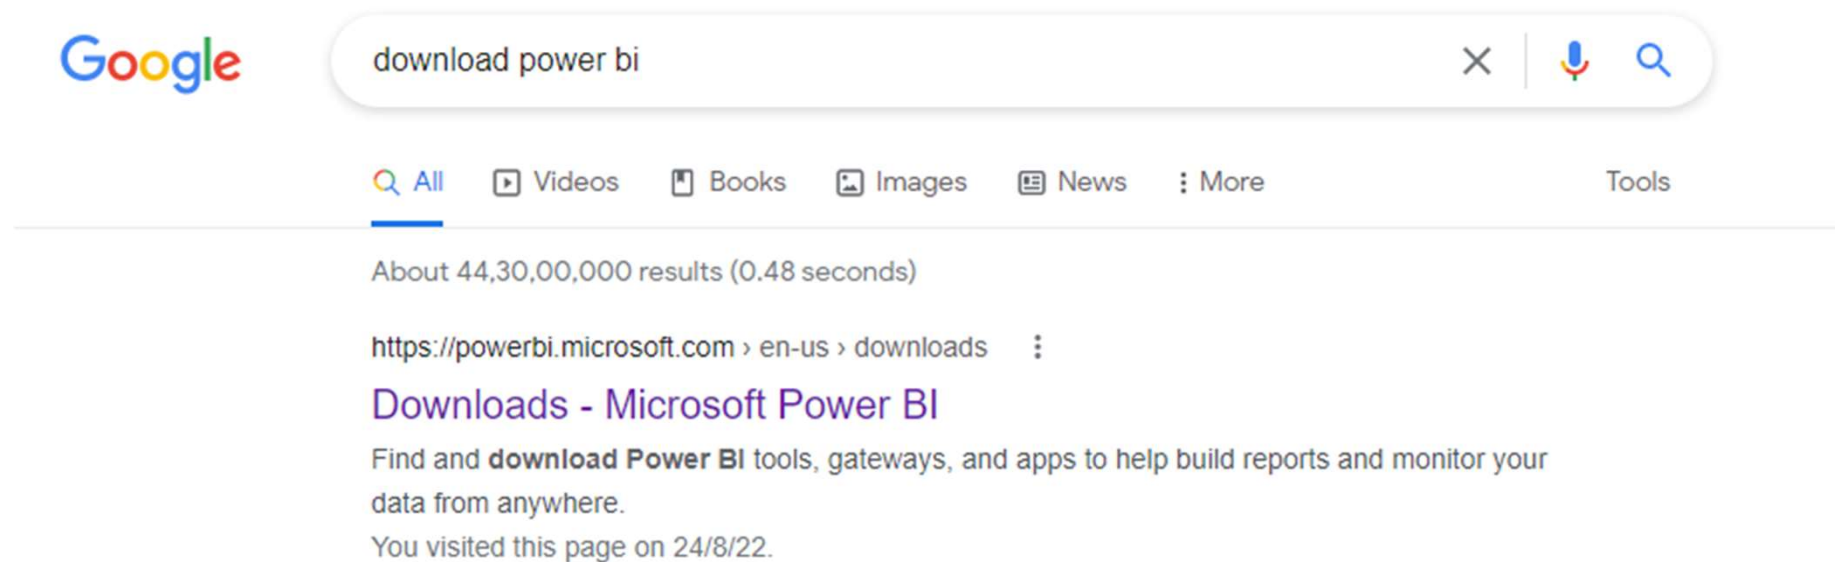 Google download power bi
All Videos Books Images News More Tools
About 44,30,00,000 results (0.48 seconds)
https://powerbi.microsoft.com › en-us › downloads
Downloads - Microsoft Power BI
Find and download Power BI tools, gateways, and apps to help build reports and monitor your
data from anywhere.
You visited this page on 24/8/22.